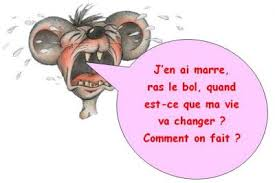 J'en ai marre,
ras le bol, quand
est-ce que ma vie
va changer ?
Comment on fait ?